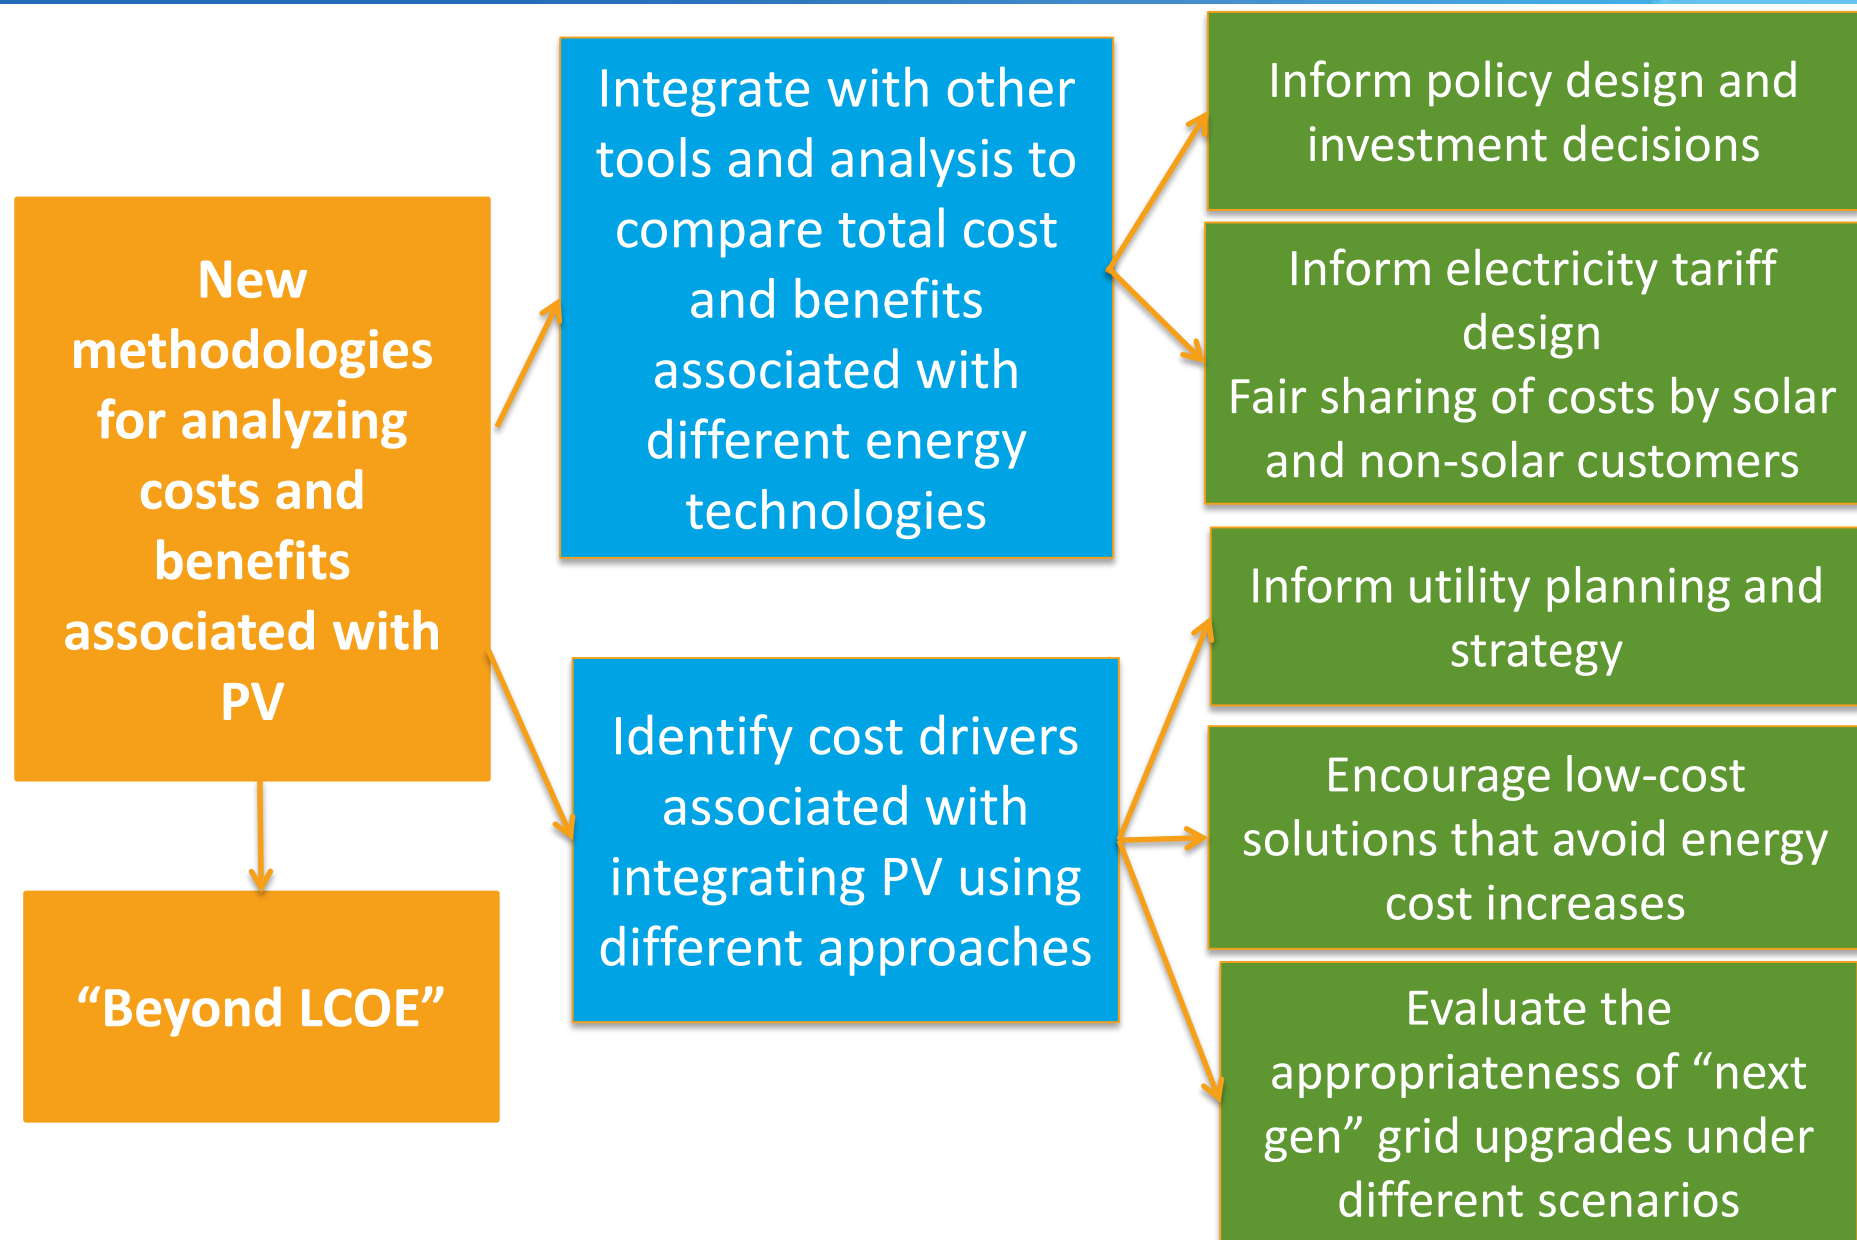 New
methodologies
for analyzing
costs and
benefits
associated with
PV
“Beyond LCOE”
Integrate with other
tools and analysis to
compare total cost
and benefits
associated with
different energy
technologies
Identify cost drivers
associated with
integrating PV using
different approaches
Inform policy design and
investment decisions
Inform electricity tariff
design
Fair sharing of costs by solar
and non-solar customers
Inform utility planning and
strategy
Encourage low-cost
solutions that avoid energy
cost increases
Evaluate the
appropriateness of “next
gen” grid upgrades under
different scenarios